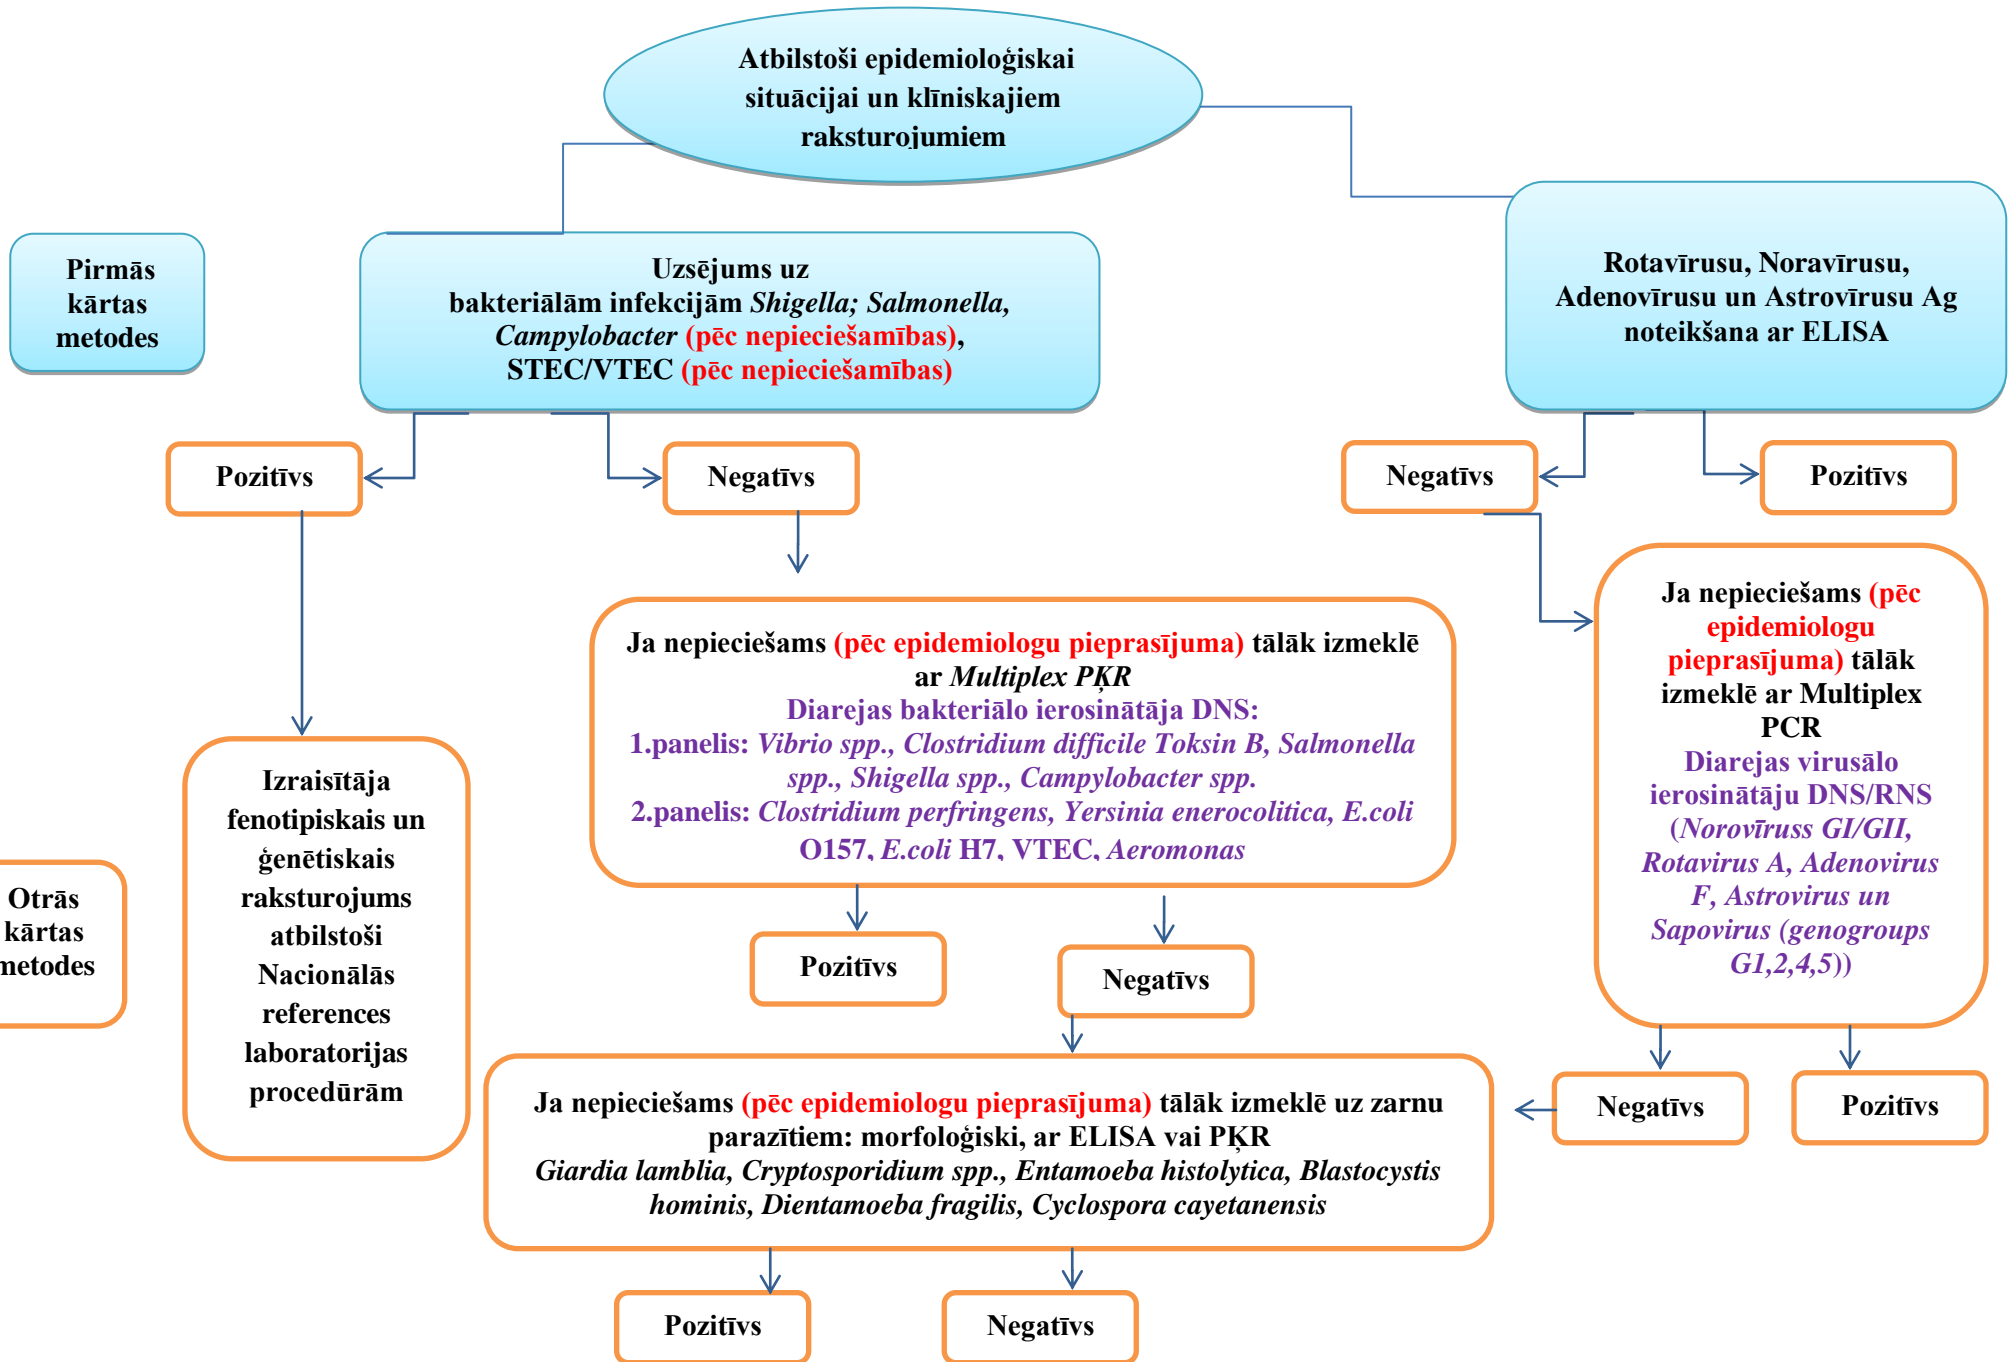 Atbilstoši epidemioloģiskai
situācijai un klīniskajiem
raksturojumiem
Pirmās
kārtas
metodes
Uzsējums uz
bakteriālām infekcijām Shigella; Salmonella,
Campylobacter (pēc nepieciešamības),
STEC/VTEC (pēc nepieciešamības)
Rotavīrusu, Noravīrusu,
Adenovīrusu un Astrovīrusu Ag
noteikšana ar ELISA
Pozitīvs
Negatīvs
Negatīvs
Pozitīvs
Ja nepieciešams (pēc epidemiologu pieprasījuma) tālāk izmeklē
ar Multiplex PĶR
Diarejas bakteriālo ierosinātāja DNS:
1.panelis: Vibrio spp., Clostridium difficile Toksin B, Salmonella
spp., Shigella spp., Campylobacter spp.
2.panelis: Clostridium perfringens, Yersinia enerocolitica, E.coli
O157, E.coli H7, VTEC, Aeromonas
Ja nepieciešams (pēc
epidemiologu
pieprasījuma) tālāk
izmeklē ar Multiplex
PCR
Diarejas virusālo
ierosinātāju DNS/RNS
(Norovīruss GI/GII,
Rotavirus A, Adenovirus
F, Astrovirus un
Sapovirus (genogroups
G1,2,4,5))
Izraisītāja
fenotipiskais un
ģenētiskais
raksturojums
atbilstoši
Nacionālās
references
laboratorijas
procedūrām
Otrās
kārtas
metodes
Pozitīvs
Negatīvs
Negatīvs
Pozitīvs
Ja nepieciešams (pēc epidemiologu pieprasījuma) tālāk izmeklē uz zarnu
parazītiem: morfoloģiski, ar ELISA vai PĶR
Giardia lamblia, Cryptosporidium spp., Entamoeba histolytica, Blastocystis
hominis, Dientamoeba fragilis, Cyclospora cayetanensis
Pozitīvs
Negatīvs